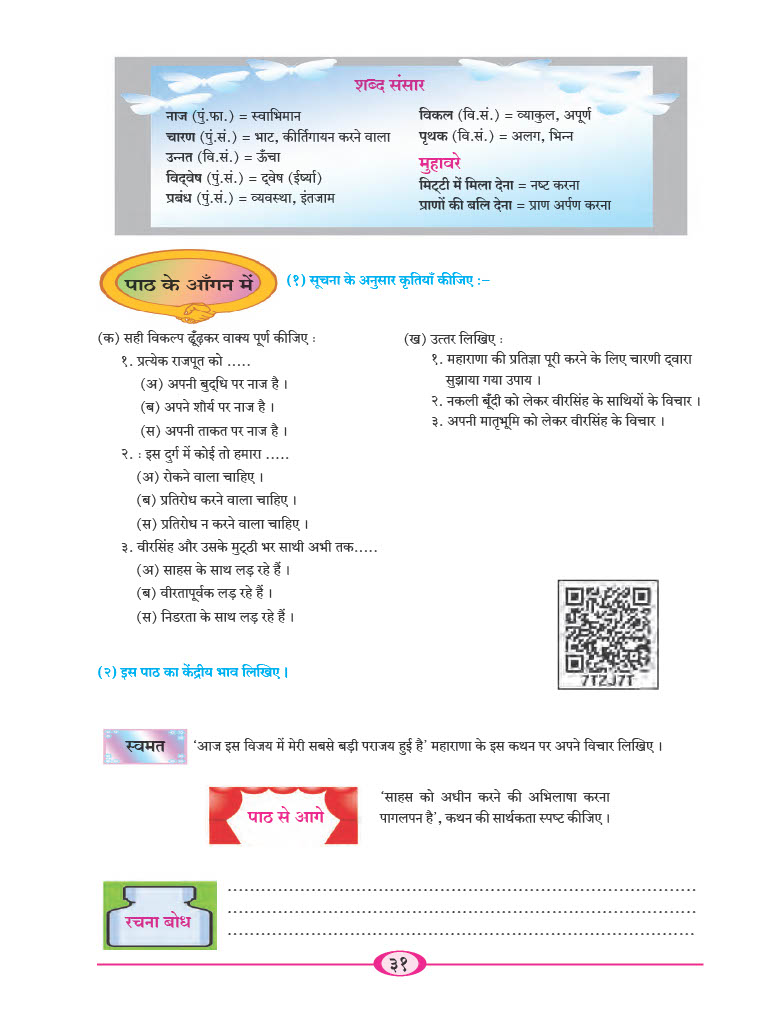 शब्द संसार
नाज (पुं.फा.) = स्वाभिमान
चारण (पुं.सं.) = भाट, कीर्तिगायन करने वाला
उन्नत (वि.सं.) = ऊँचा
विद्वेष (पुं.सं.) = द्वेष (ईर्ष्या)
प्रबंध (पुं.सं.) = व्यवस्था, इंतजाम
विकल (वि.सं.) = व्याकुल, अपूर्ण
पृथक (वि.सं.) = अलग, भिन्न
मुहावरे
मिट्टी में मिला देना = नष्ट करना
प्राणों की बलि देना = प्राण अर्पण करना
पाठ के आँगन में
(१) सूचना के अनुसार कृतियाँ कीजिए :–
(क) सही विकल्प ढूँढ़कर वाक्य पूर्ण कीजिए :
१. प्रत्येक राजपूत को .....
(अ) अपनी बुद्धि पर नाज है ।
(ब) अपने शौर्य पर नाज है ।
(स) अपनी ताकत पर नाज है ।
२. : इस दुर्ग में कोई तो हमारा .....
(अ) रोकने वाला चाहिए ।
(ब) प्रतिरोध करने वाला चाहिए ।
(स) प्रतिरोध न करने वाला चाहिए ।
३. वीरसिंह और उसके मुट्ठी भर साथी अभी तक.....
(अ) साहस के साथ लड़ रहे हैं ।
(ब) वीरतापूर्वक लड़ रहे हैं ।
(स) निडरता के साथ लड़ रहे हैं ।
(ख) उत्तर लिखिए :
१. महाराणा की प्रतिज्ञा पूरी करने के लिए चारणी द्वारा
सुझाया गया उपाय ।
२. नकली बूँदी को लेकर वीरसिंह के साथियों के विचार ।
३. अपनी मातृभूमि को लेकर वीरसिंह के विचार ।
7T2J7T
(२) इस पाठ का केंद्रीय भाव लिखिए ।
स्वमत
‘आज इस विजय में मेरी सबसे बड़ी पराजय हुई है’ महाराणा के इस कथन पर अपने विचार लिखिए ।
पाठ से आगे
‘साहस को अधीन करने की अभिलाषा करना
पागलपन है’, कथन की सार्थकता स्पष्ट कीजिए ।
रचना बोध
..................................................................................
..................................................................................
..................................................................................
३१